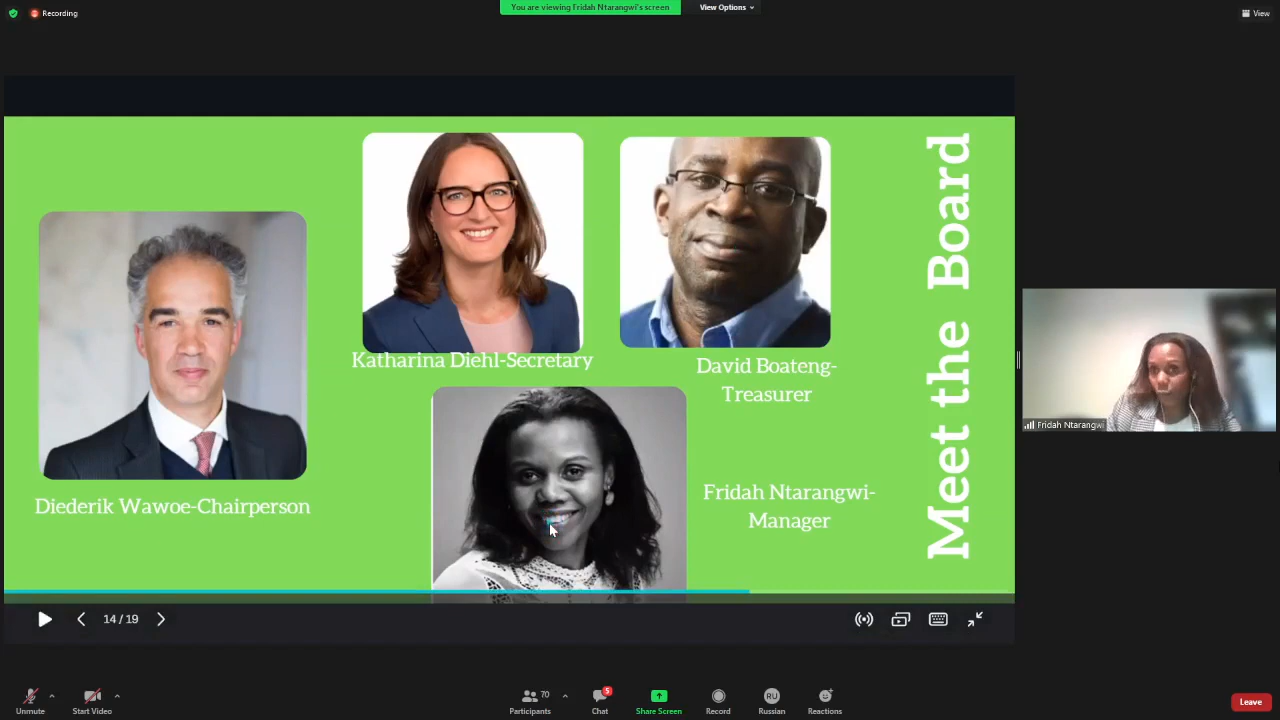 Recording
You are viewing Fridah Ntarangwi's screen
View Options
View
Katharina Diehl-Secretary
David Boateng-
Treasurer
Diederik Wawoe-Chairperson
Fridah Ntarangwi-
Manager
Meet the Board
Fridah Ntarangwi
14 / 19
Unmute
Start Video
70
Participants
5
Chat
Share Screen
Record
RU
Russian
Reactions
Leave